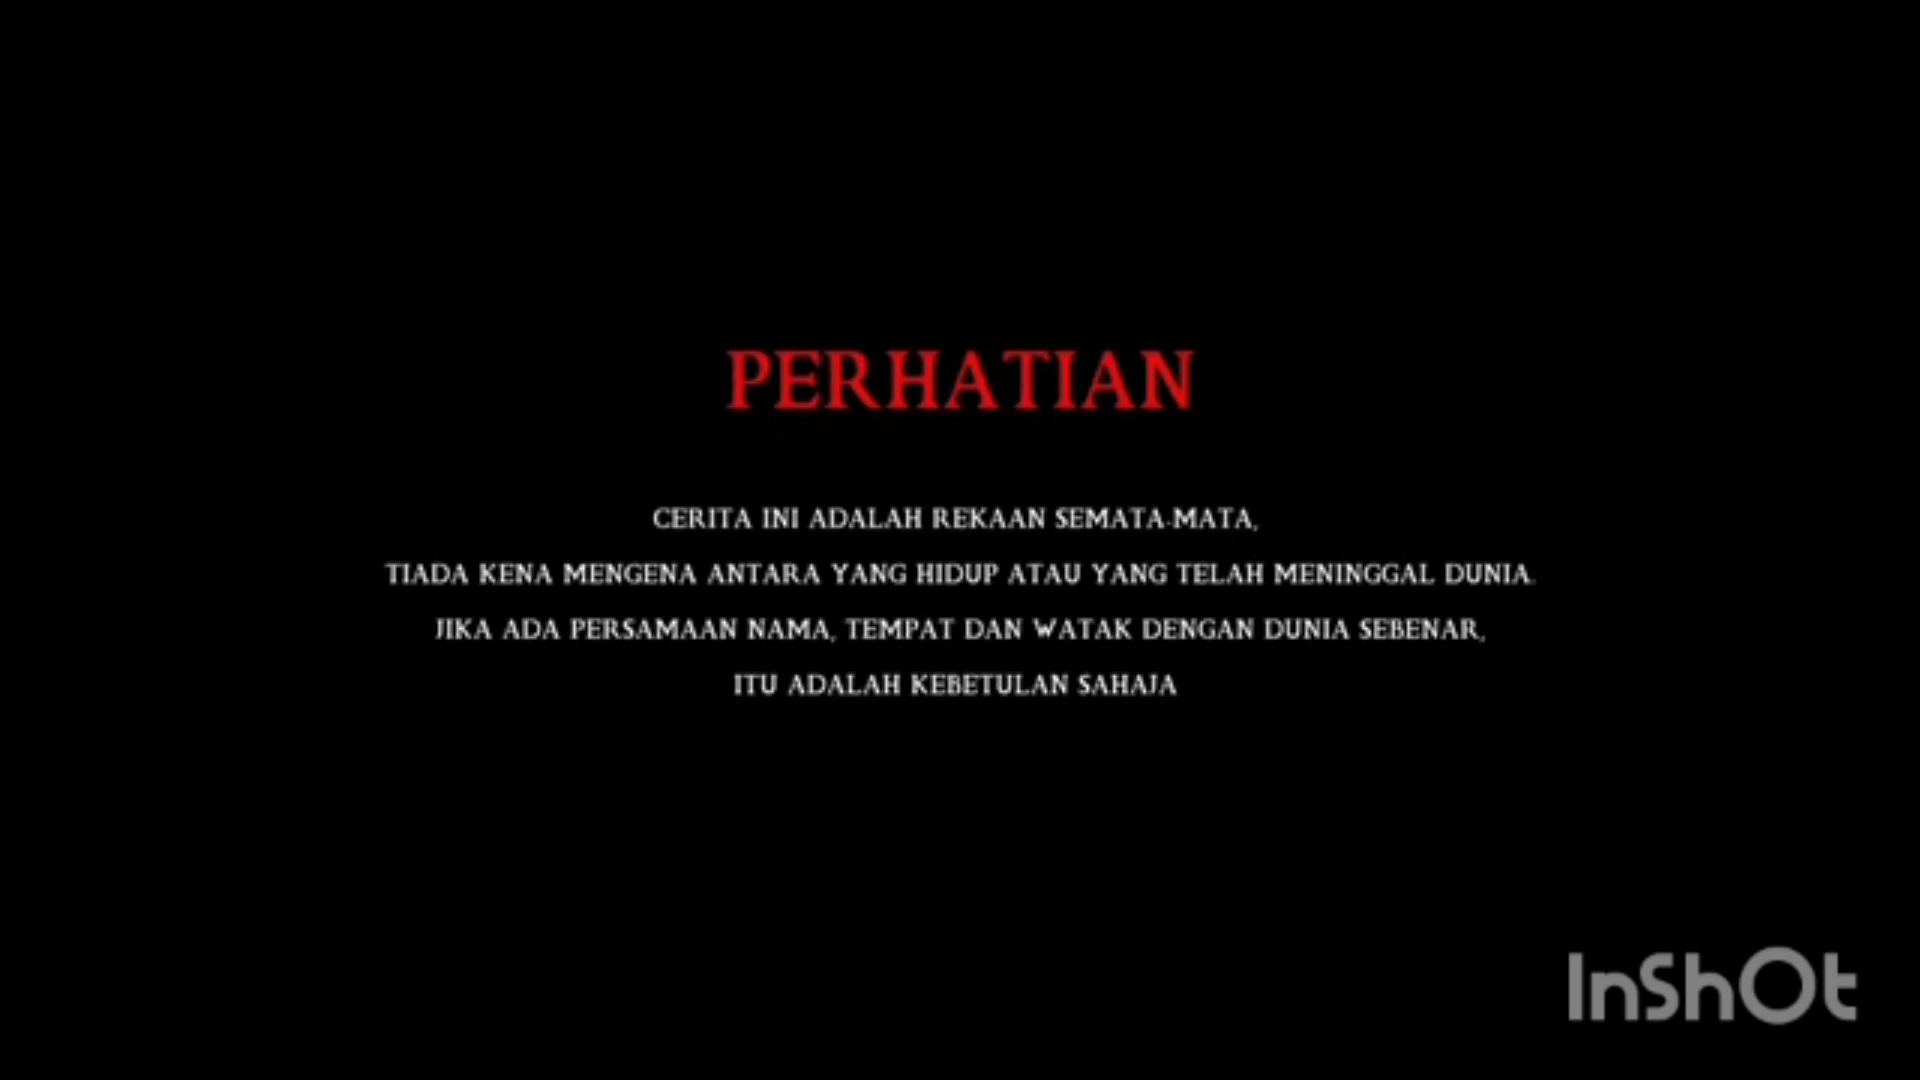 PERHATIAN
CERITA INI ADALAH REKAAN SEMATA-MATA,
TIADA KENA MENGENA ANTARA YANG HIDUP ATAU YANG TELAH MENINGGAL DUNIA.
JIKA ADA PERSAMAAN NAMA, TEMPAT DAN WATAK DENGAN DUNIA SEBENAR,
ITU ADALAH KEBETULAN SAHAJA
InShOt